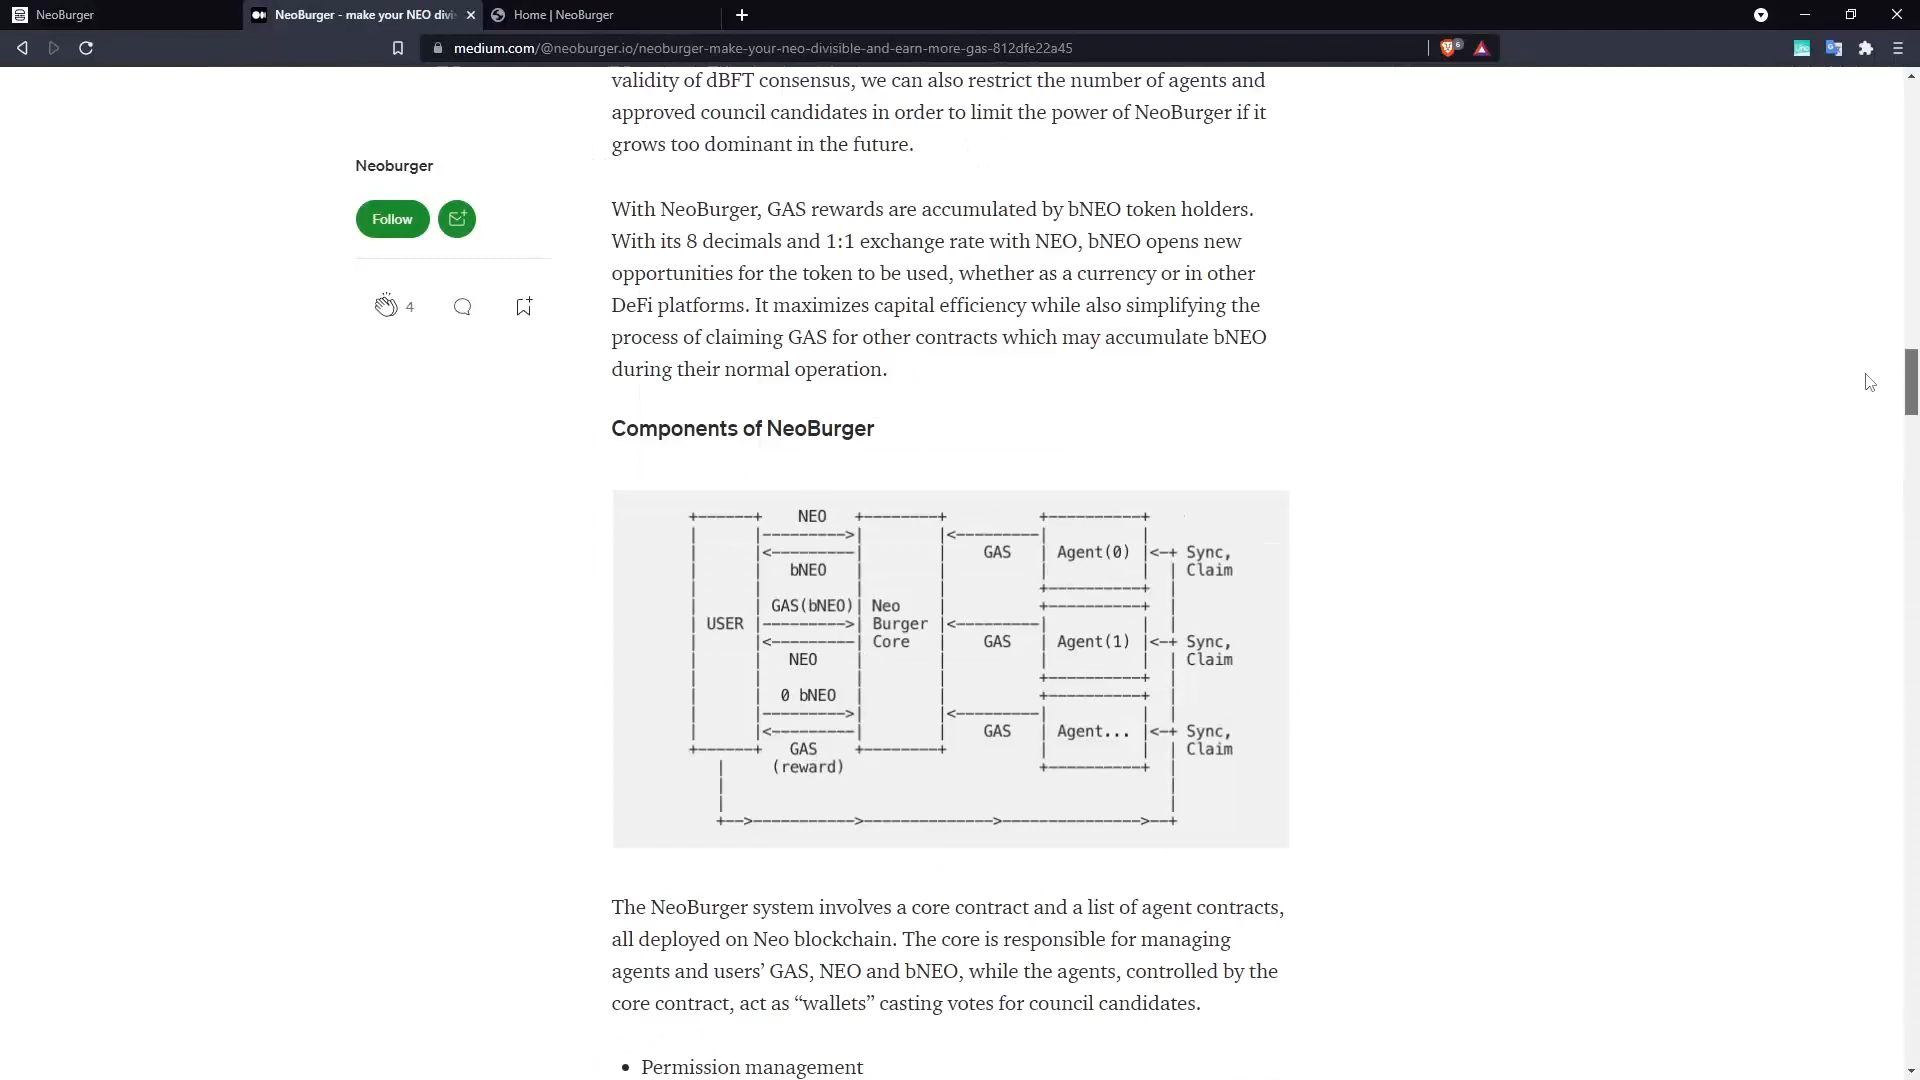 NeoBurger
NeoBurger - make your NEO divi
Home | NeoBurger
medium.com/@neoburger.io/neoburger-make-your-neo-divisible-and-earn-more-gas-812dfe22a45
validity of dBFT consensus, we can also restrict the number of agents and
approved council candidates in order to limit the power of NeoBurger if it
grows too dominant in the future.
Neoburger
Follow
4
With NeoBurger, GAS rewards are accumulated by bNEO token holders.
With its 8 decimals and 1:1 exchange rate with NEO, bNEO opens new
opportunities for the token to be used, whether as a currency or in other
DeFi platforms. It maximizes capital efficiency while also simplifying the
process of claiming GAS for other contracts which may accumulate bNEO
during their normal operation.
Components of NeoBurger
NEO
bNEO
GAS(bNEO)
USER
NEO
0 bNEO
GAS
(reward)
Neo
Burger
Core
GAS
Agent(0)
Sync,
Claim
GAS
Agent(1)
Sync,
Claim
GAS
Agent...
Sync,
Claim
The NeoBurger system involves a core contract and a list of agent contracts,
all deployed on Neo blockchain. The core is responsible for managing
agents and users’ GAS, NEO and bNEO, while the agents, controlled by the
core contract, act as “wallets” casting votes for council candidates.
• Permission management